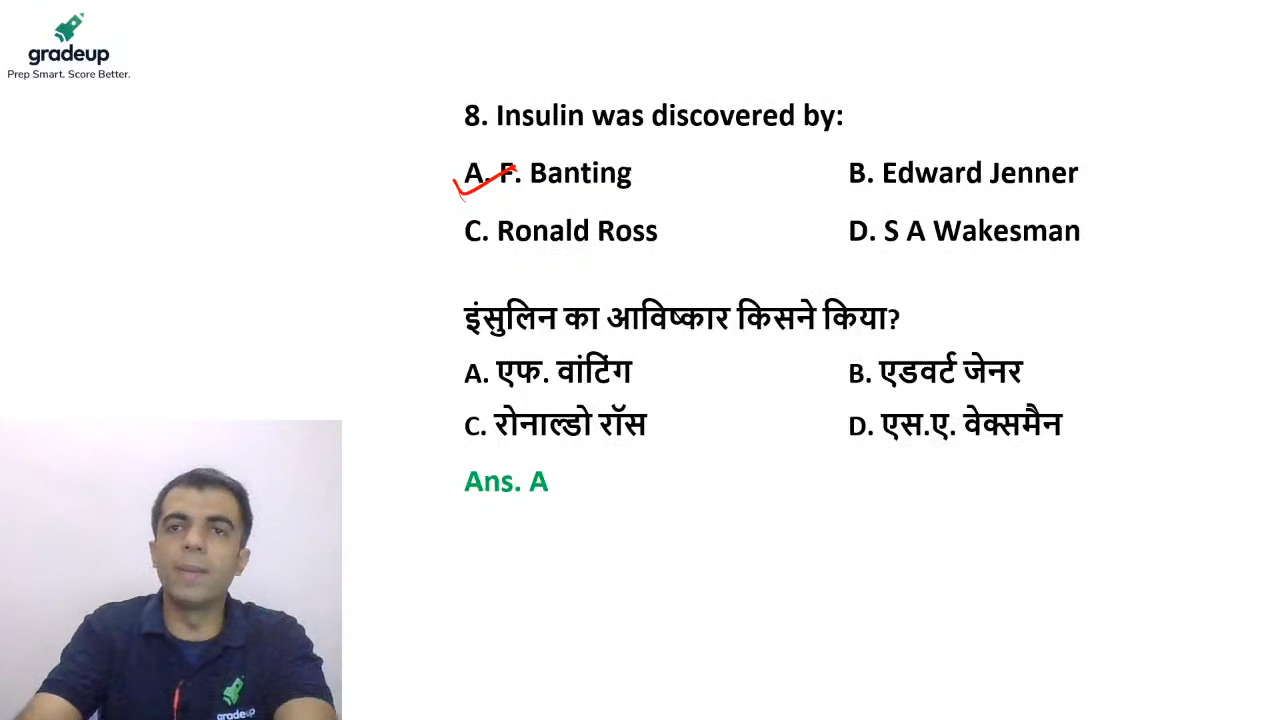 gradeup
Prep Smart. Score Better.
8. Insulin was discovered by:
A. F. Banting B. Edward Jenner
C. Ronald Ross D. S A Wakesman
इंसुलिन का आविष्कार किसने किया?
A. एफ. वांटिंग B. एडवर्ट जेनर
C. रोनाल्डो रॉस D. एस.ए. वेक्समैन
Ans. A
gradeup